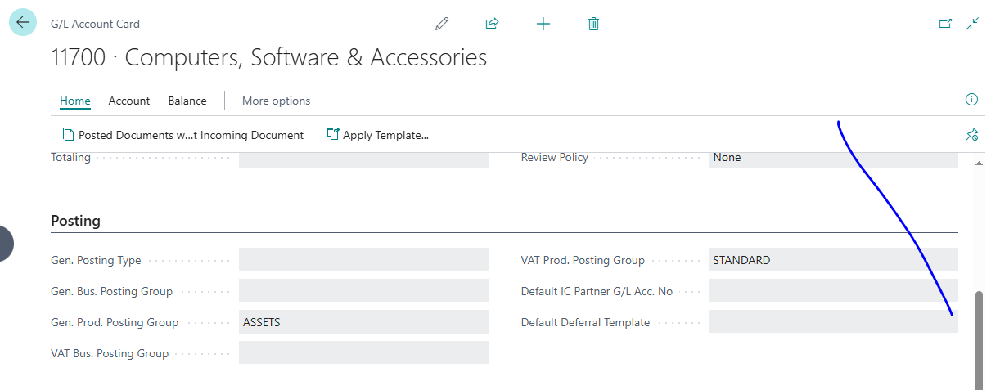 G/L Account Card
11700 · Computers, Software & Accessories
Home Account Balance More options
Posted Documents w...t Incoming Document Apply Template...
Totaling Review Policy None
Posting
Gen. Posting Type VAT Prod. Posting Group STANDARD
Gen. Bus. Posting Group Default IC Partner G/L Acc. No
Gen. Prod. Posting Group ASSETS Default Deferral Template
VAT Bus. Posting Group